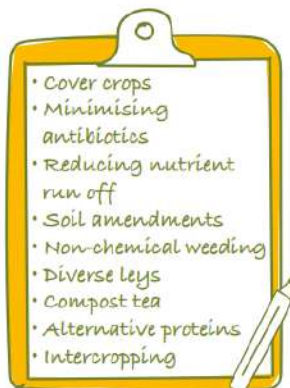 · Cover crops
· Minimising
antibiotics
· Reducing nutrient
run off
· Soil amendments
· Non-chemical weeding
· Diverse leys
· Compost tea
· Alternative proteins
· Intercropping